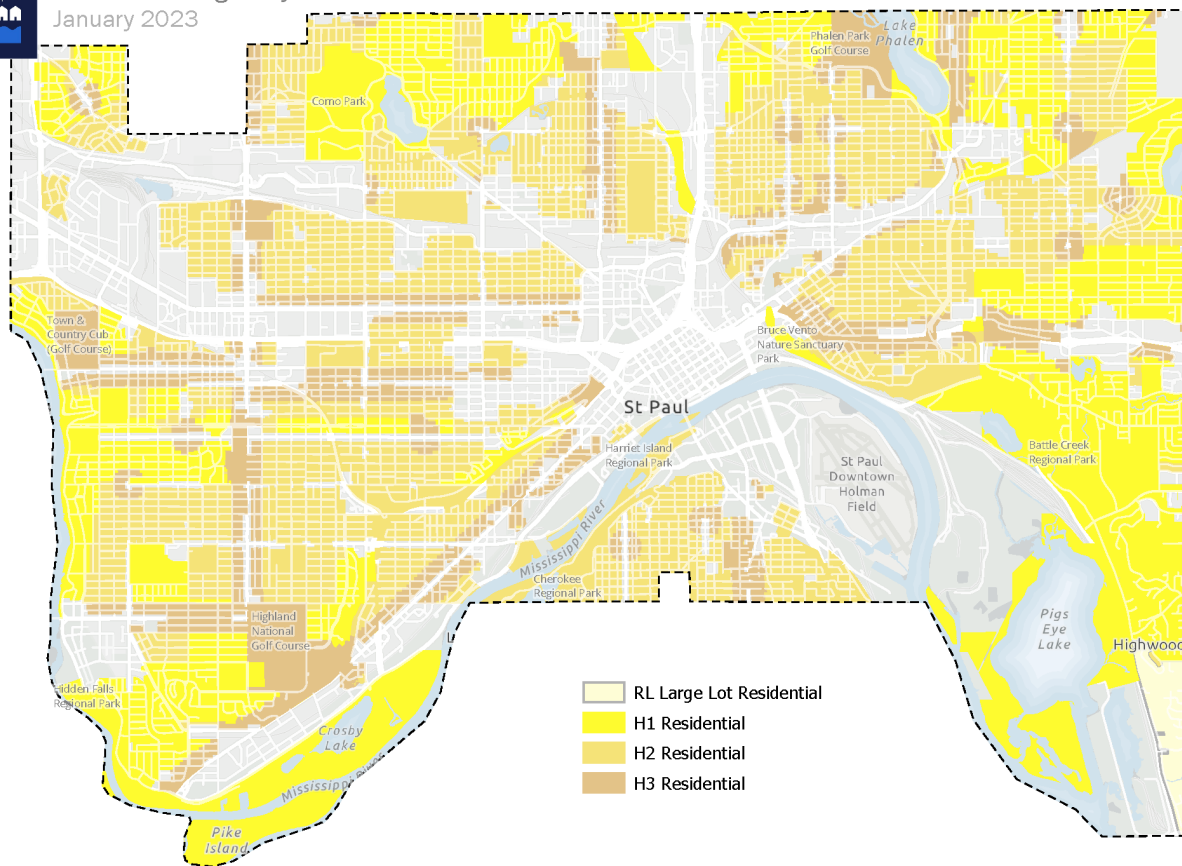 January 2023
Lake
Phalen
Phalen Park
Golf Course
Como Park
Town &
Country Cub
(Golf Course)
Bruce Vento
Nature Sanctuary
Park
St Paul
Harriet Island
Regional Park
St Paul
Downtown
Holman
Field
Battle Creek
Regional Park
Mississippi River
Cherokee
Regional Park
Highland
National
Golf Course
Pigs
Eye
Lake
Highwood
Hidden Falls
Regional Park
Crosby
Lake
Mississippi River
Pike
Island
RL Large Lot Residential
H1 Residential
H2 Residential
H3 Residential